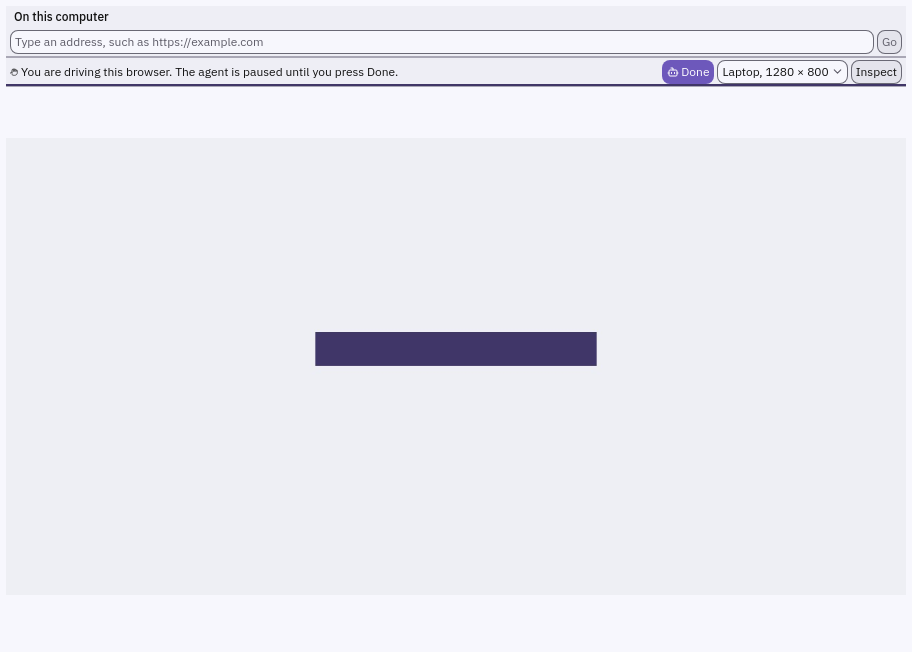 On this computer
Type an address, such as https://example.com
Go
You are driving this browser. The agent is paused until you press Done.
Done
Laptop, 1280 × 800
Inspect